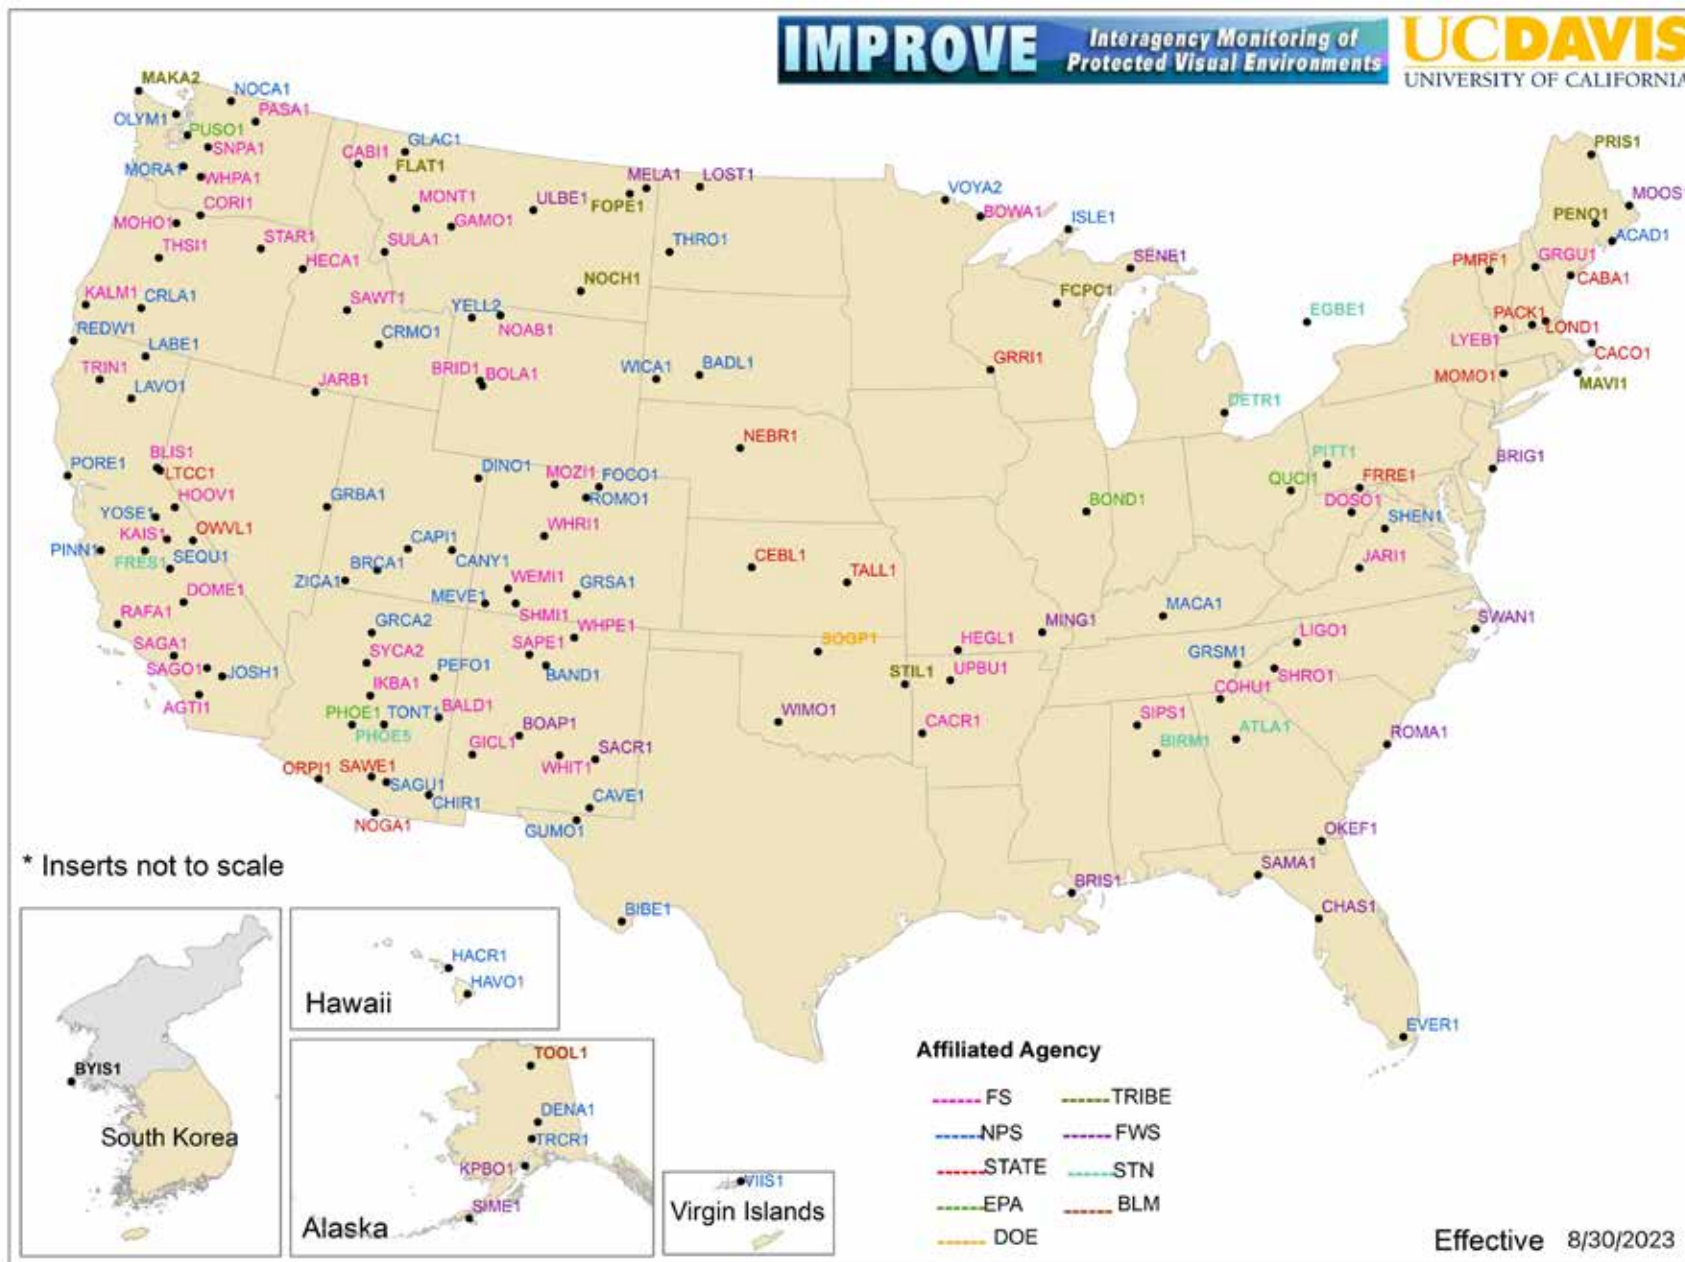 IMPROVE
Interagency Monitoring of
Protected Visual Environments
UCDAVIS
UNIVERSITY OF CALIFORNIA
MAKA2
NOCA1
OLYM1
PASA1
PUSO1
SNPA1
MORA1
WHPA1
CORI1
MOHO1
THSI1
STAR1
HECA1
KALM1
CRLA1
REDW1
LABE1
TRIN1
LAVO1
CABI1
GLAC1
FLAT1
MONT1
GAMO1
SULA1
SAWT1
CRMO1
JARB1
YELL2
NOAB1
BRID1
BOLA1
ULBE1
FOPE1
MELA1
LOST1
THRO1
NOCH1
WICA1
BADL1
NEBR1
VOYA2
BOWA1
ISLE1
SENE1
FCPC1
GRRI1
EGBE1
DETR1
PRIS1
MOOS1
PENO1
ACAD1
PMRF1
GRGU1
CABA1
PACK1
LOND1
LYEB1
CACO1
MOMO1
MAVI1
BRIG1
PITT1
QUCI1
FRRE1
DOSO1
SHEN1
JARI1
BOND1
BLIS1
LTCC1
PORE1
HOOV1
YOSE1
OWVL1
KAIS1
PINN1
FRES1
SEQU1
DOME1
RAFA1
SAGA1
SAGO1
JOSH1
AGTI1
GRBA1
DINO1
MOZI1
FOCO1
ROMO1
WHRI1
CAPI1
BRCA1
CANY1
ZICA1
WEMI1
GRSA1
MEVE1
SHMI1
WHPE1
GRCA2
SAPE1
SYCA2
PEFO1
BAND1
IKBA1
PHOE1
TONT1
BALD1
PHOE5
BOAP1
GICL1
SACR1
WHIT1
ORPI1
SAWE1
SAGU1
CHIR1
NOGA1
CAVE1
GUMO1
BIBE1
CEBL1
TALL1
SOGP1
WIMO1
STIL1
HEGL1
UPBU1
CACR1
MING1
MACA1
LIGO1
GRSM1
SHRO1
COHU1
SIPS1
ATLA1
BIRM1
SWAN1
ROMA1
OKEF1
SAMA1
CHAS1
BRIS1
EVER1
* Inserts not to scale
BYIS1
South Korea
HACR1
HAVO1
Hawaii
TOOL1
DENA1
TRCR1
KPBO1
SIME1
Alaska
VIIS1
Virgin Islands
Affiliated Agency
FS
TRIBE
NPS
FWS
STATE
STN
EPA
BLM
DOE
Effective 8/30/2023